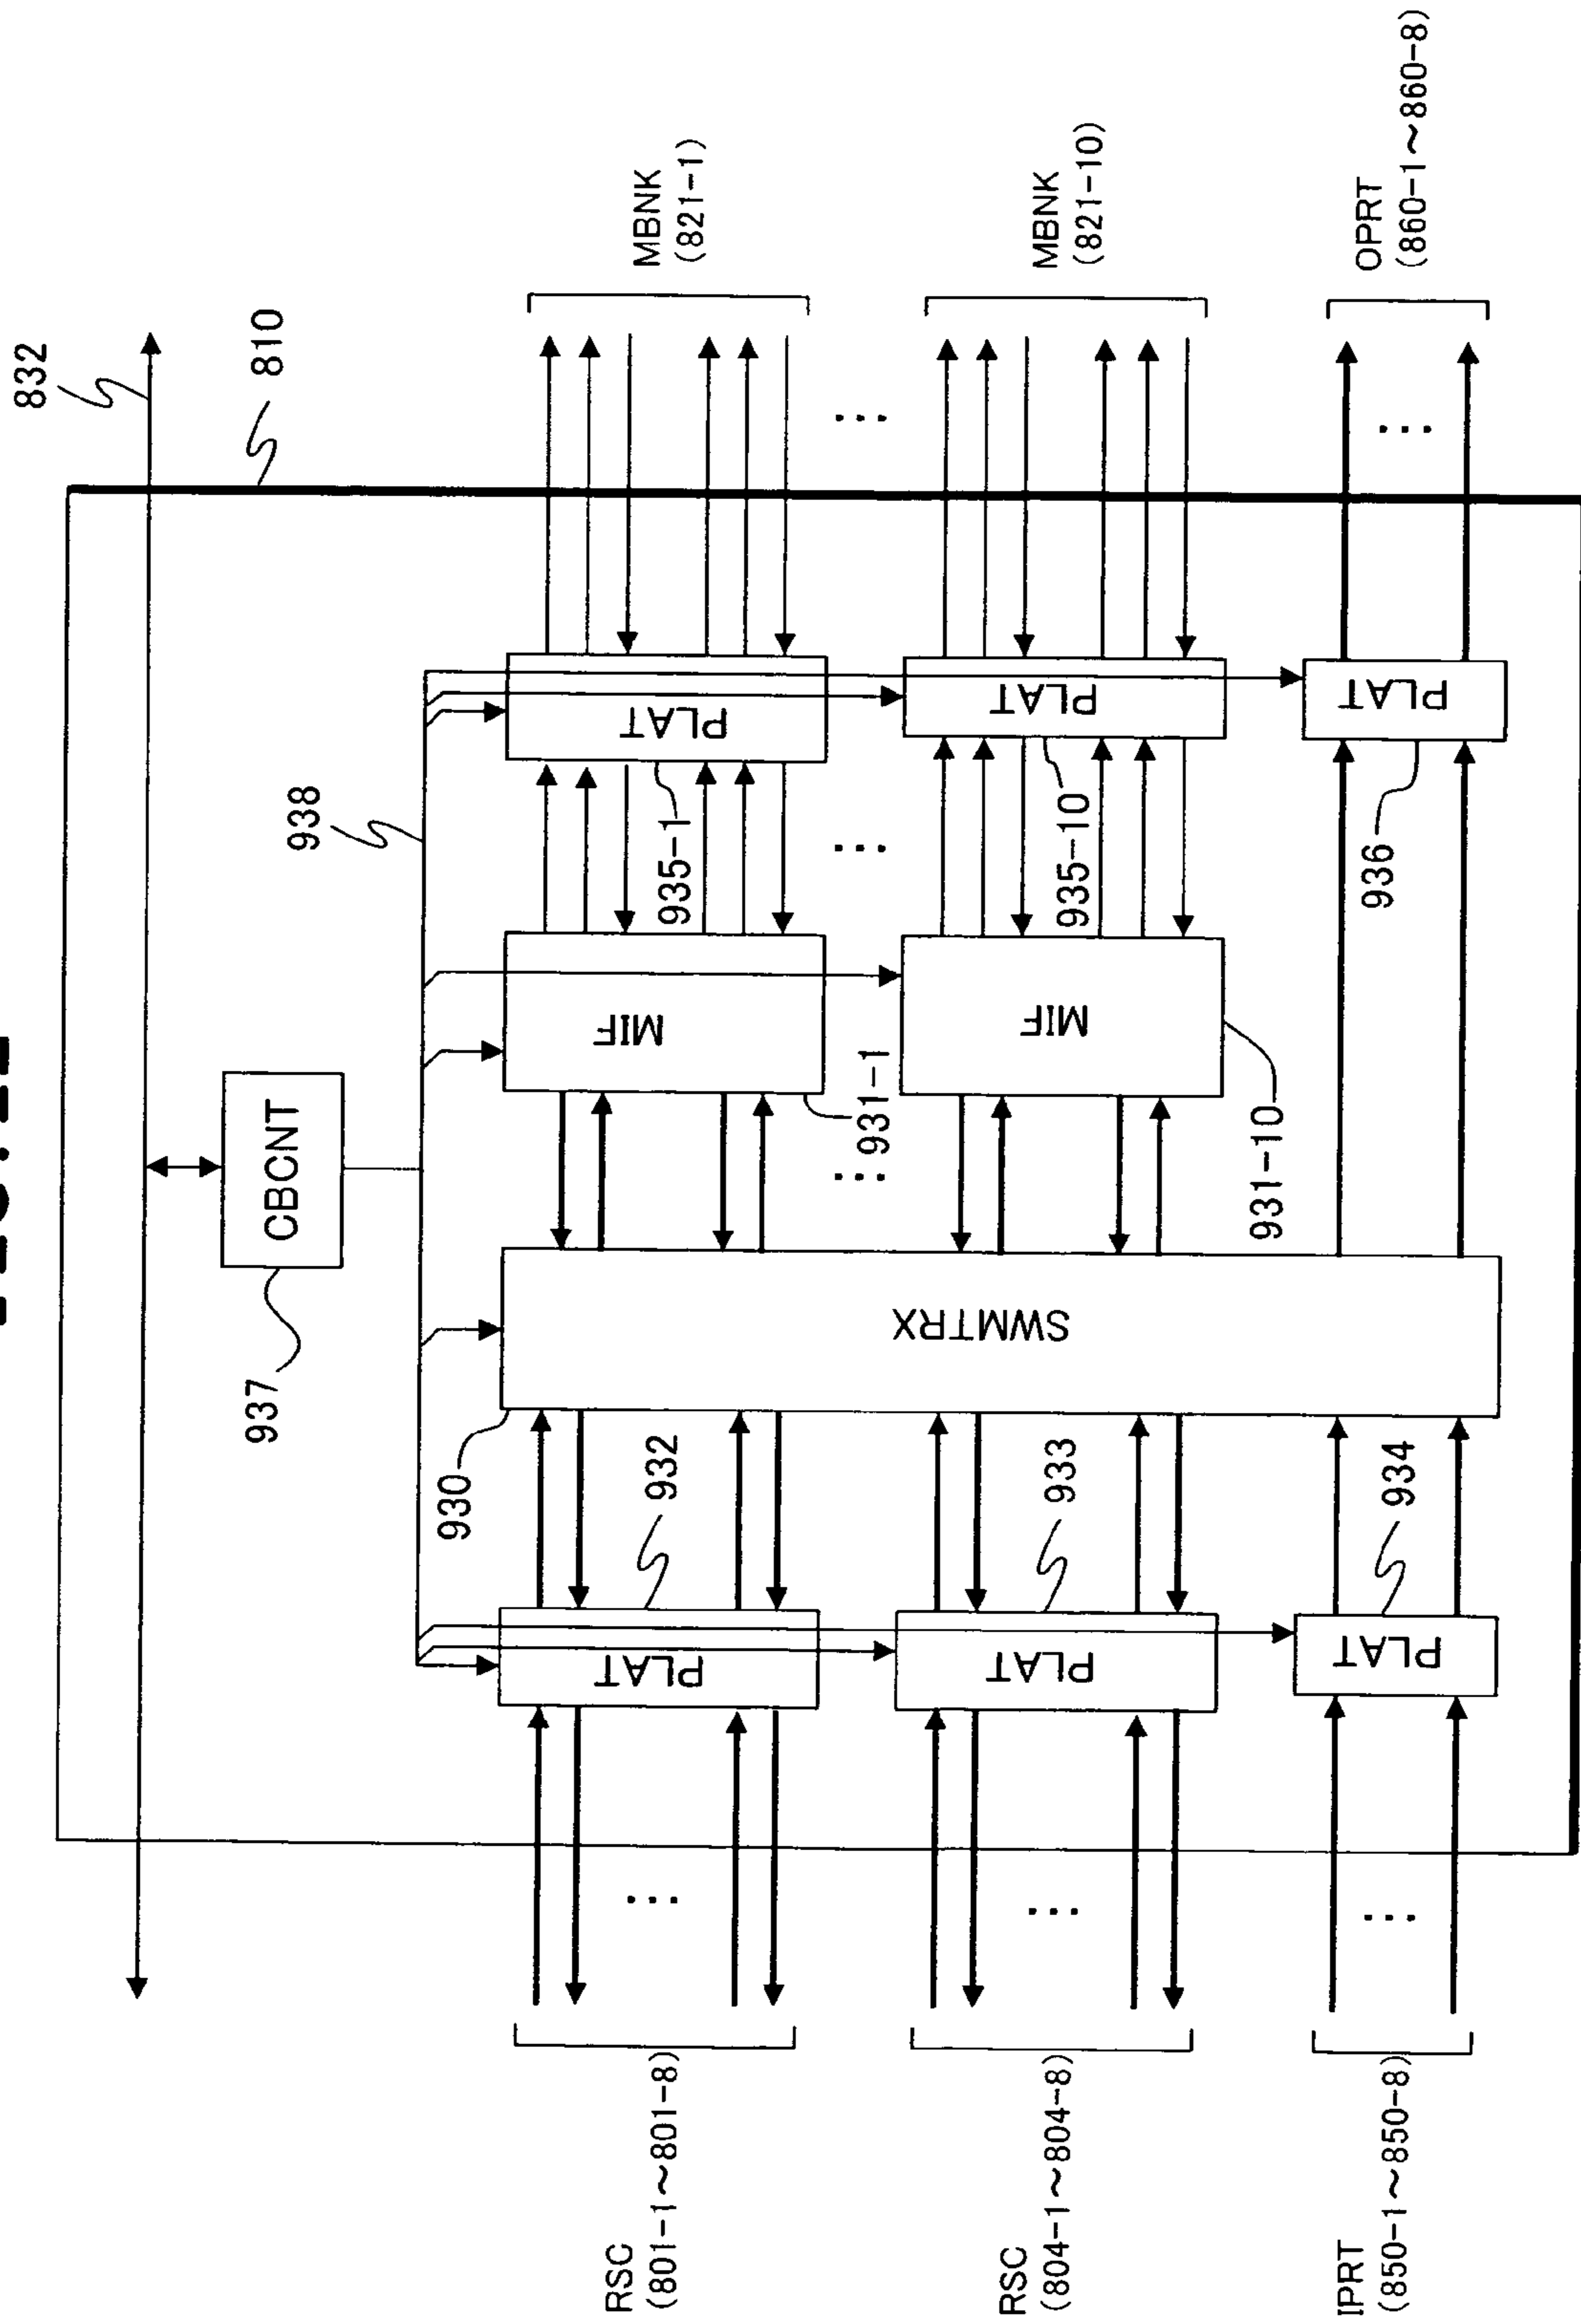 832
810
938
CBCNT
937
930
RSC
(801-1~801-8)
PLAT
932
SWMTRX
MIF
931-1
PLAT
935-1
MBNK
(821-1)
RSC
(804-1~804-8)
PLAT
933
MIF
931-10
PLAT
935-10
MBNK
(821-10)
IPRT
(850-1~850-8)
PLAT
934
PLAT
936
OPRT
(860-1~860-8)